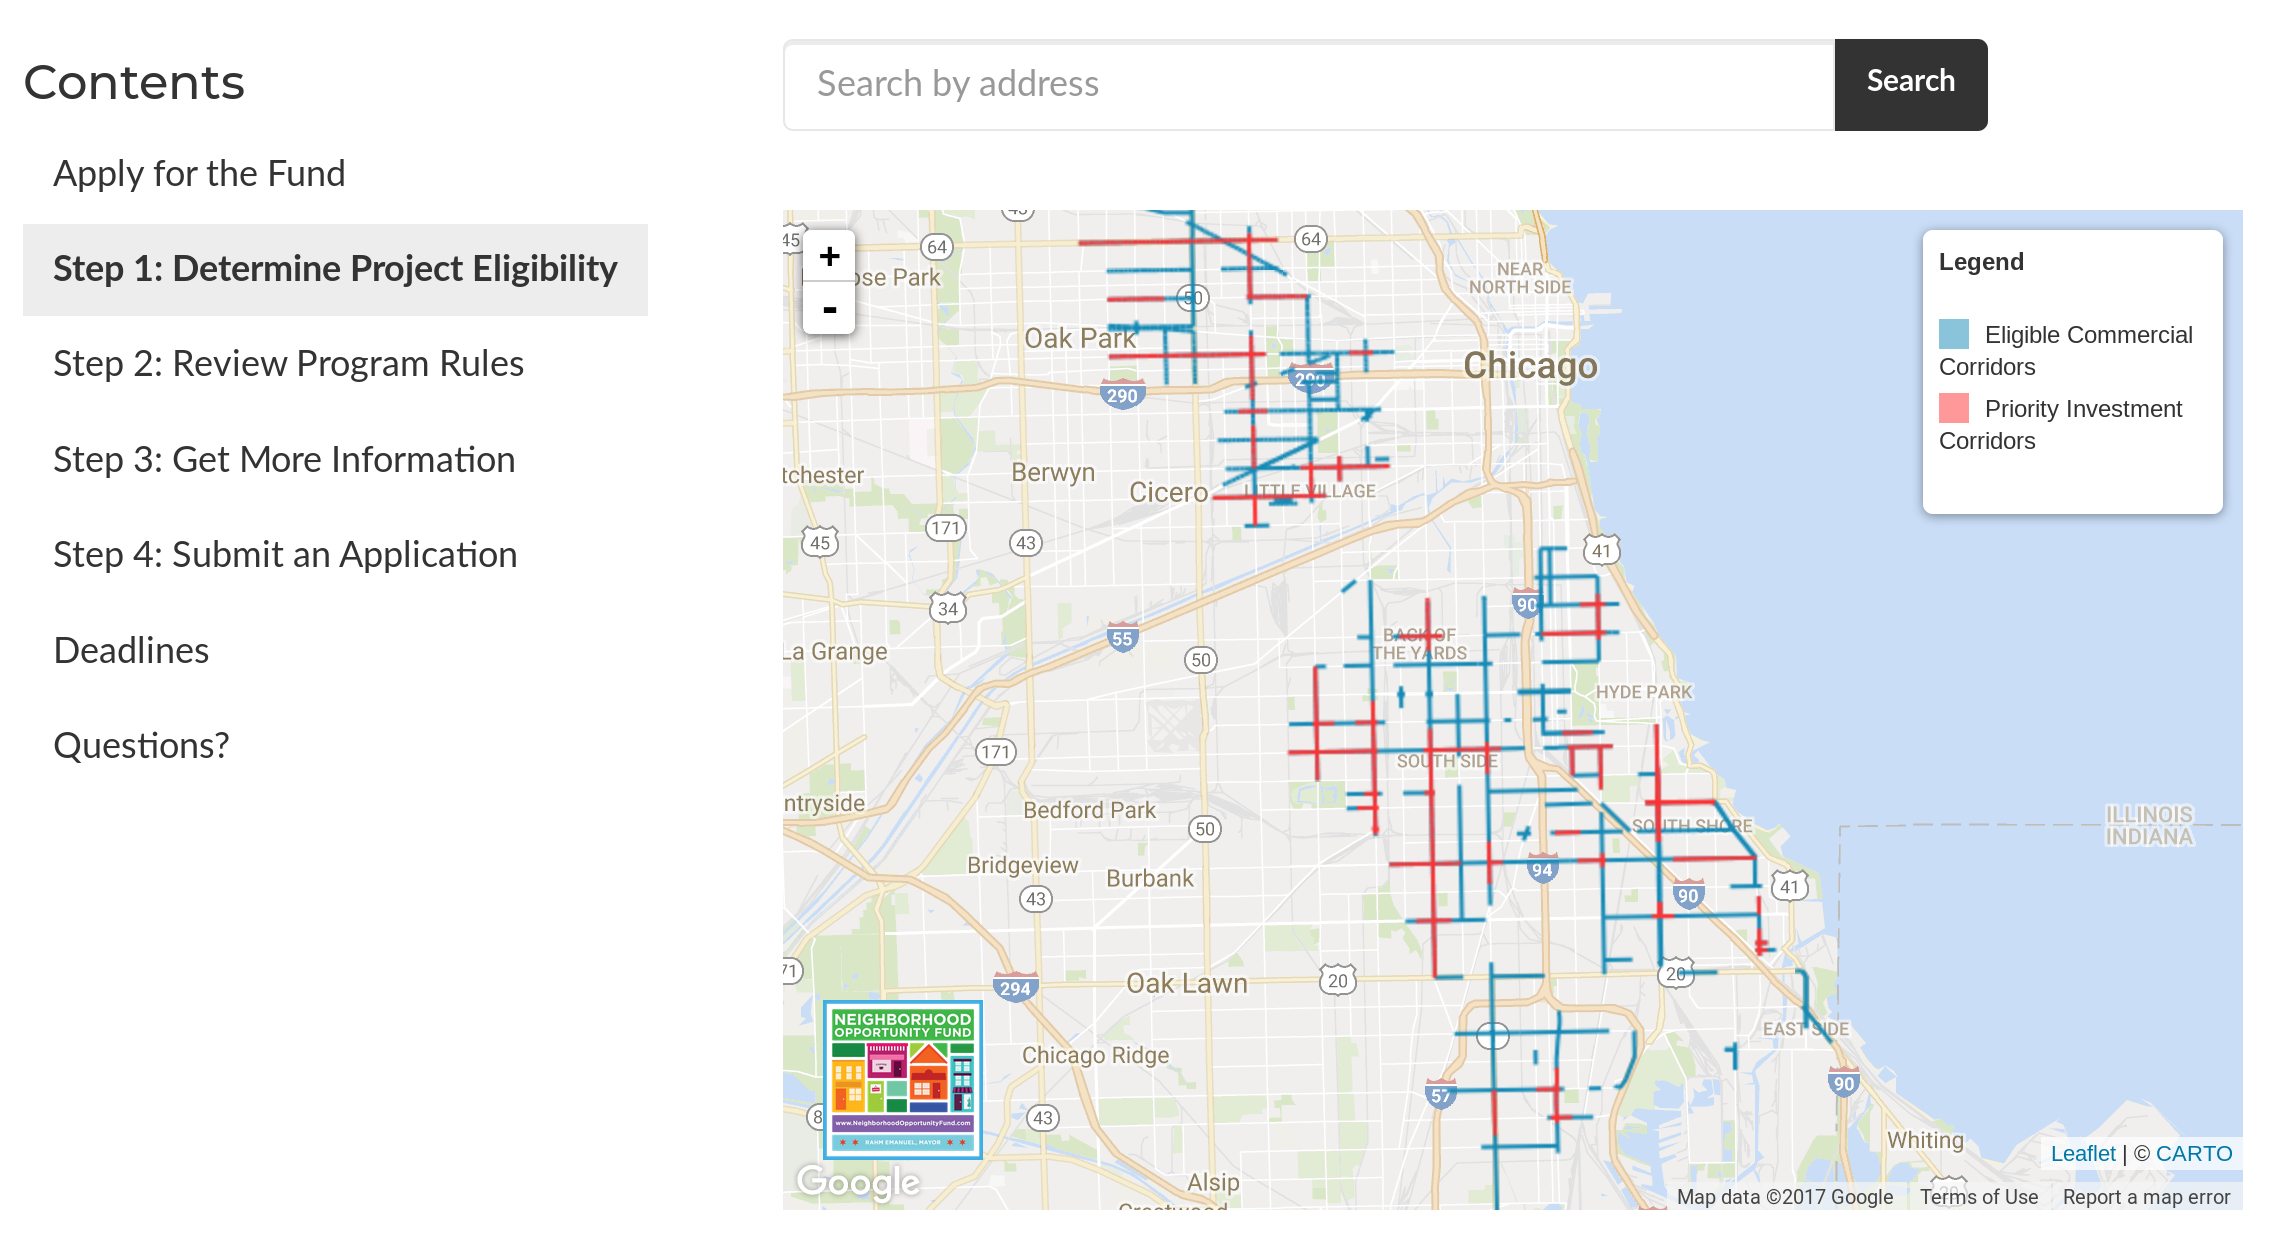 Contents
Apply for the Fund
Step 1: Determine Project Eligibility
Step 2: Review Program Rules
Step 3: Get More Information
Step 4: Submit an Application
Deadlines
Questions?
Search by address
Search
+
-
Legend
Eligible Commercial
Corridors
Priority Investment
Corridors
45
64
64
NEAR
NORTH SIDE
ose Park
50
Oak Park
Chicago
290
290
tchester
Berwyn
Cicero
LITTLE VILLAGE
171
45
43
41
34
90
55
BACK OF
THE YARDS
La Grange
50
HYDE PARK
171
SOUTH SIDE
ntryside
Bedford Park
50
SOUTH SHORE
ILLINOIS
INDIANA
Bridgeview
Burbank
94
43
90
41
71
294
Oak Lawn
20
20
EAST SIDE
NEIGHBORHOOD
OPPORTUNITY FUND
www.NeighborhoodOpportunityFund.com
RAHM EMANUEL, MAYOR
Chicago Ridge
57
90
8
43
Whiting
Alsip
Google
Leaflet | © CARTO
Map data ©2017 Google Terms of Use Report a map error